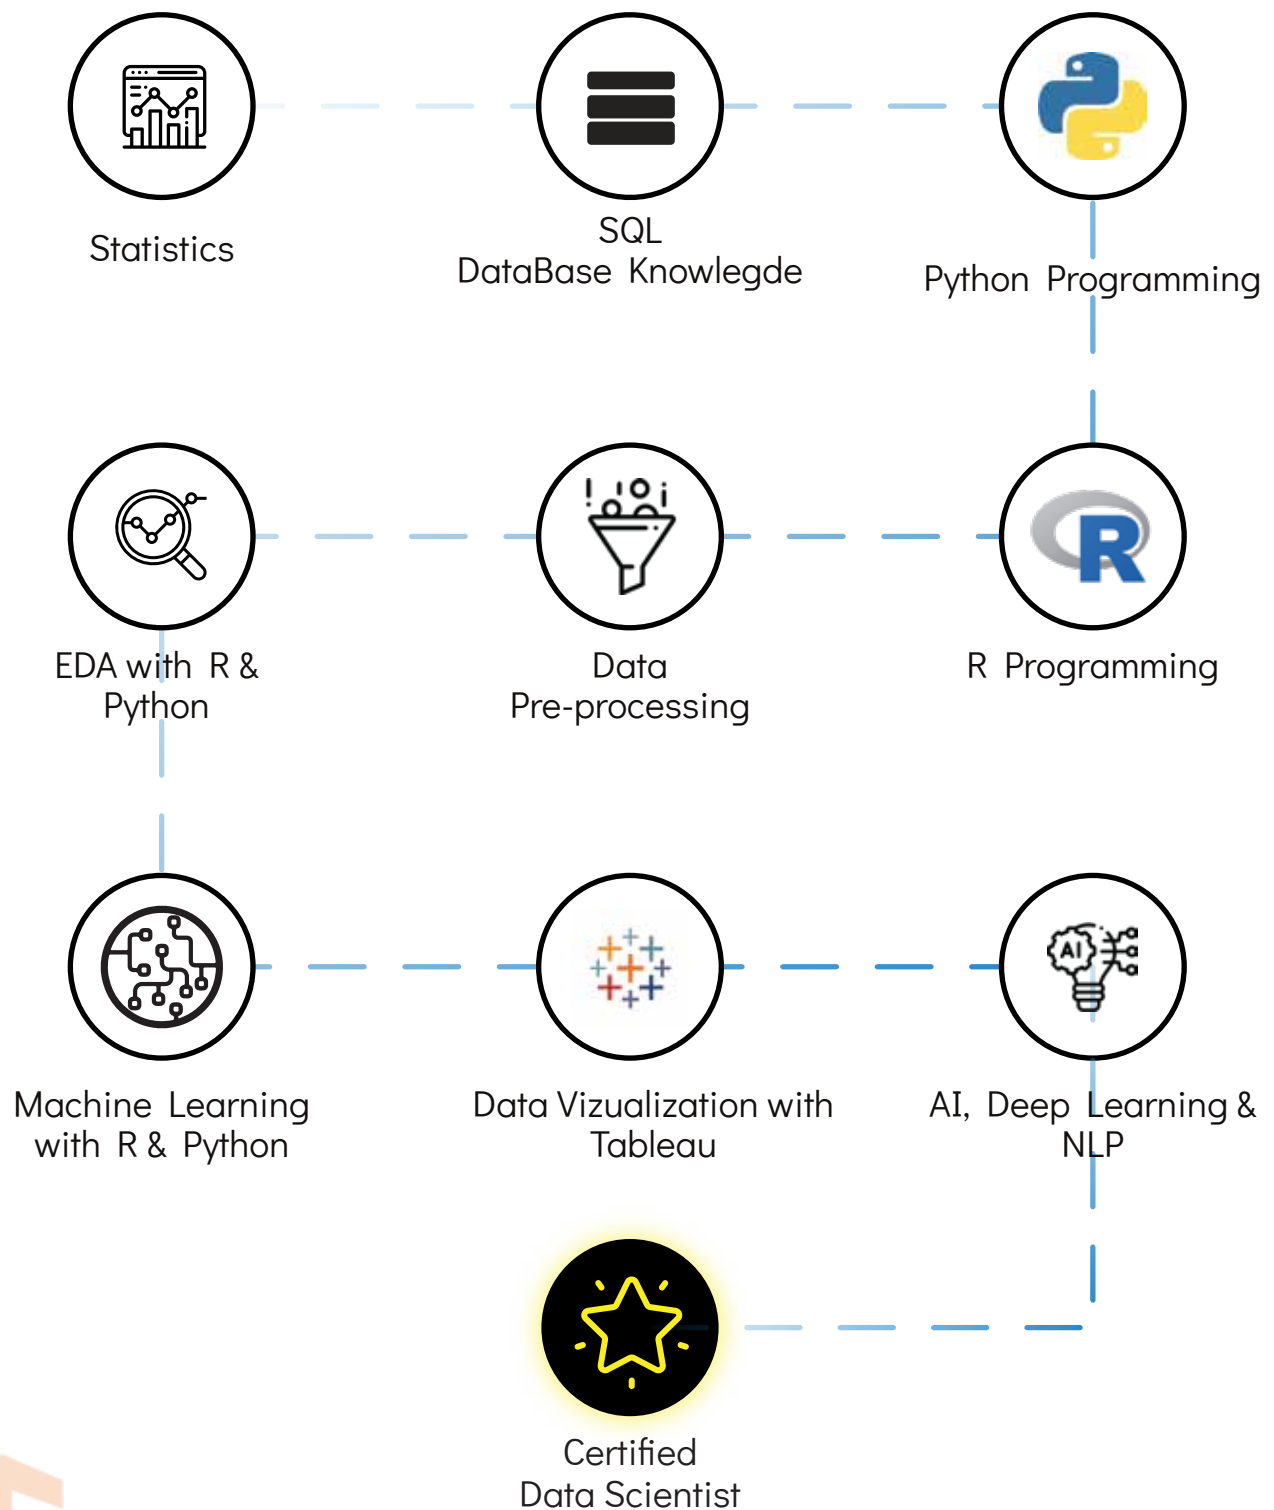 Statistics
SQL
DataBase Knowlegde
Python Programming
EDA with R &
Python
Data
Pre-processing
R Programming
Machine Learning
with R & Python
Data Vizualization with
Tableau
AI
AI, Deep Learning &
NLP
Certified
Data Scientist